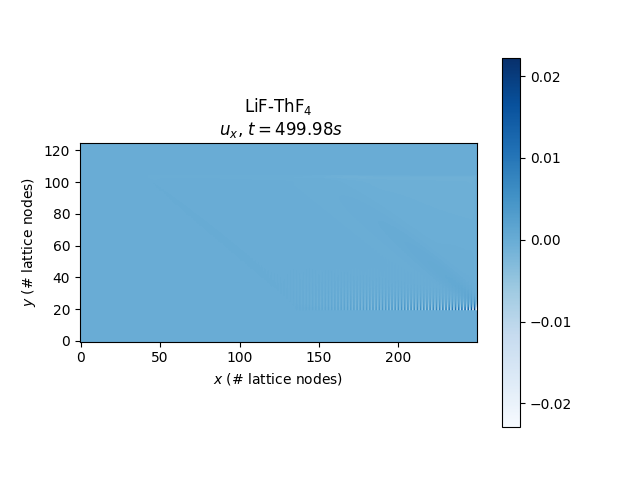 LiF-ThF₄
uₓ, t = 499.98s
y (# lattice nodes)
120
100
80
60
40
20
0
0 50 100 150 200
x (# lattice nodes)
0.02
0.01
0.00
−0.01
−0.02